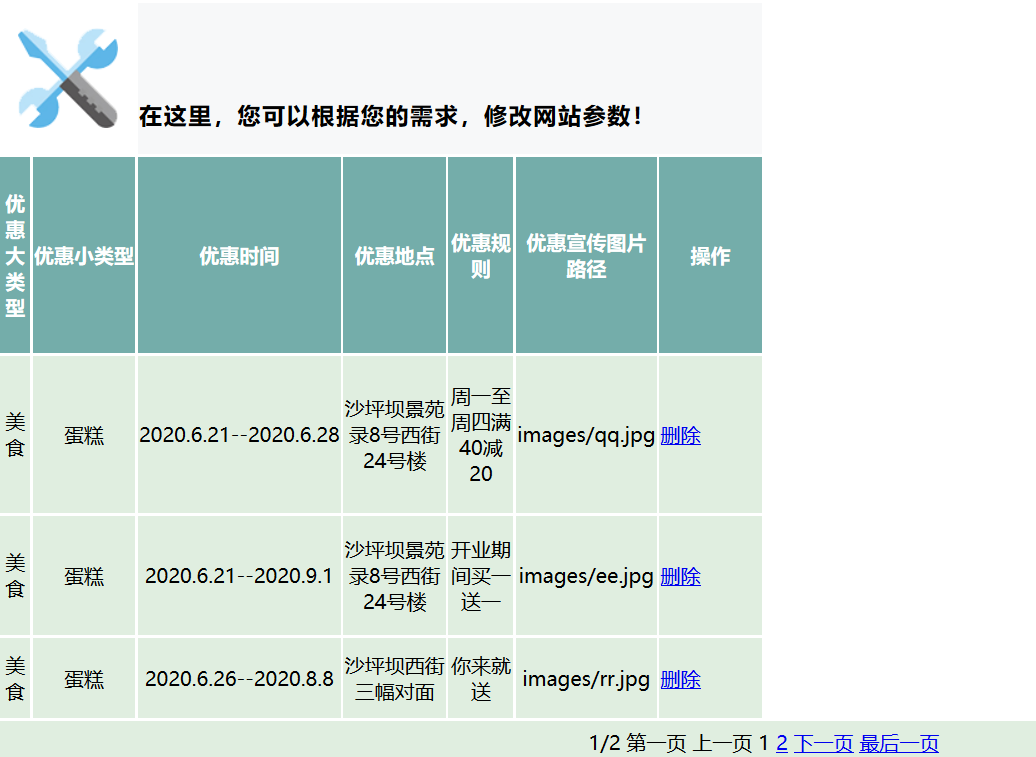 在这里，您可以根据您的需求，修改网站参数！
优惠大类型 优惠小类型 优惠时间 优惠地点 优惠规则 优惠宣传图片路径 操作
美食 蛋糕 2020.6.21--2020.6.28 沙坪坝景苑录8号西街24号楼 周一至周四满40减20 images/qq.jpg 删除
美食 蛋糕 2020.6.21--2020.9.1 沙坪坝景苑录8号西街24号楼 开业期间买一送一 images/ee.jpg 删除
美食 蛋糕 2020.6.26--2020.8.8 沙坪坝西街三幅对面 你来就送 images/rr.jpg 删除
1/2 第一页 上一页 1 2 下一页 最后一页